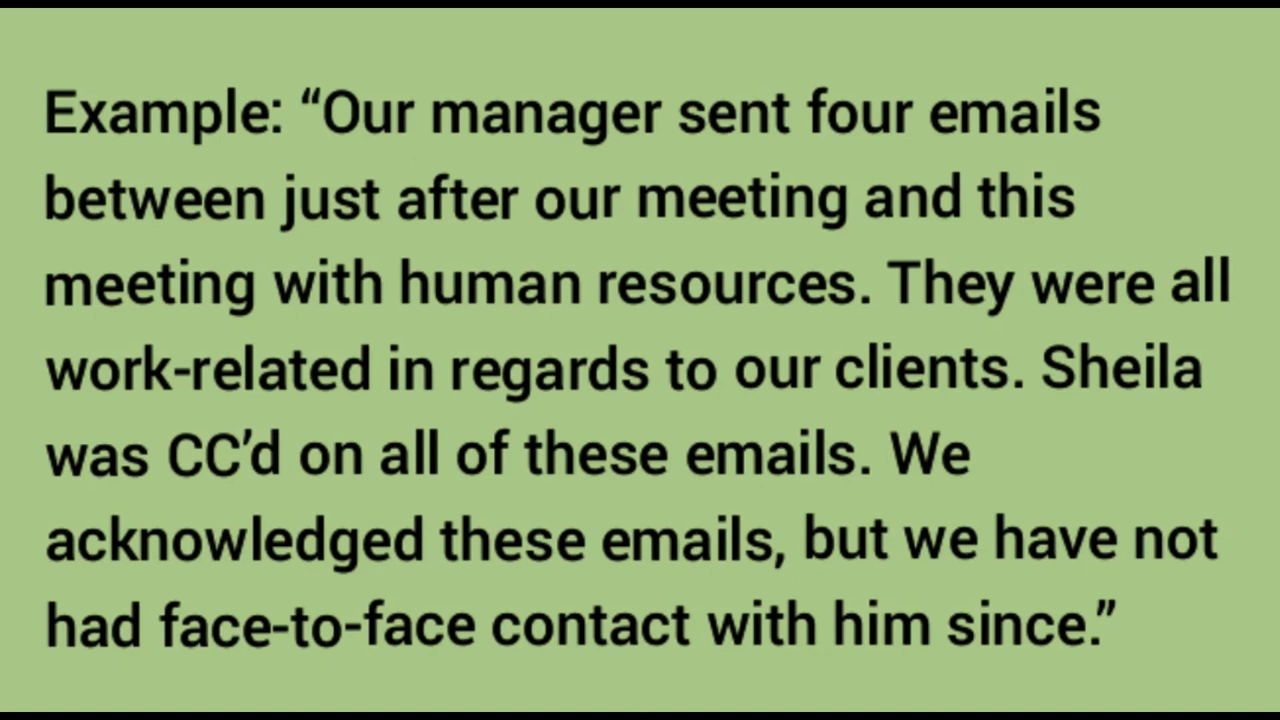 Example: “Our manager sent four emails
between just after our meeting and this
meeting with human resources. They were all
work-related in regards to our clients. Sheila
was CC’d on all of these emails. We
acknowledged these emails, but we have not
had face-to-face contact with him since.”